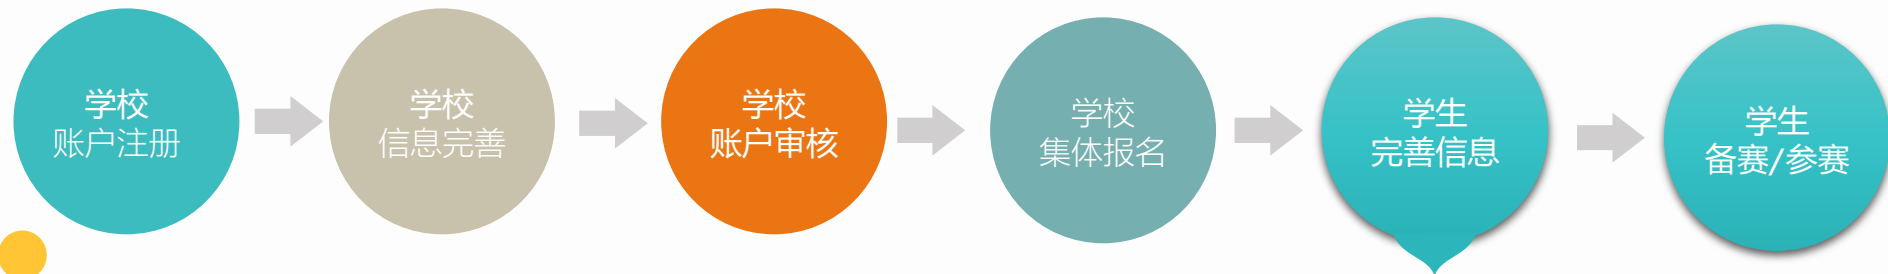 学校
账户注册
学校
信息完善
学校
账户审核
学校
集体报名
学生
完善信息
学生
备赛/参赛